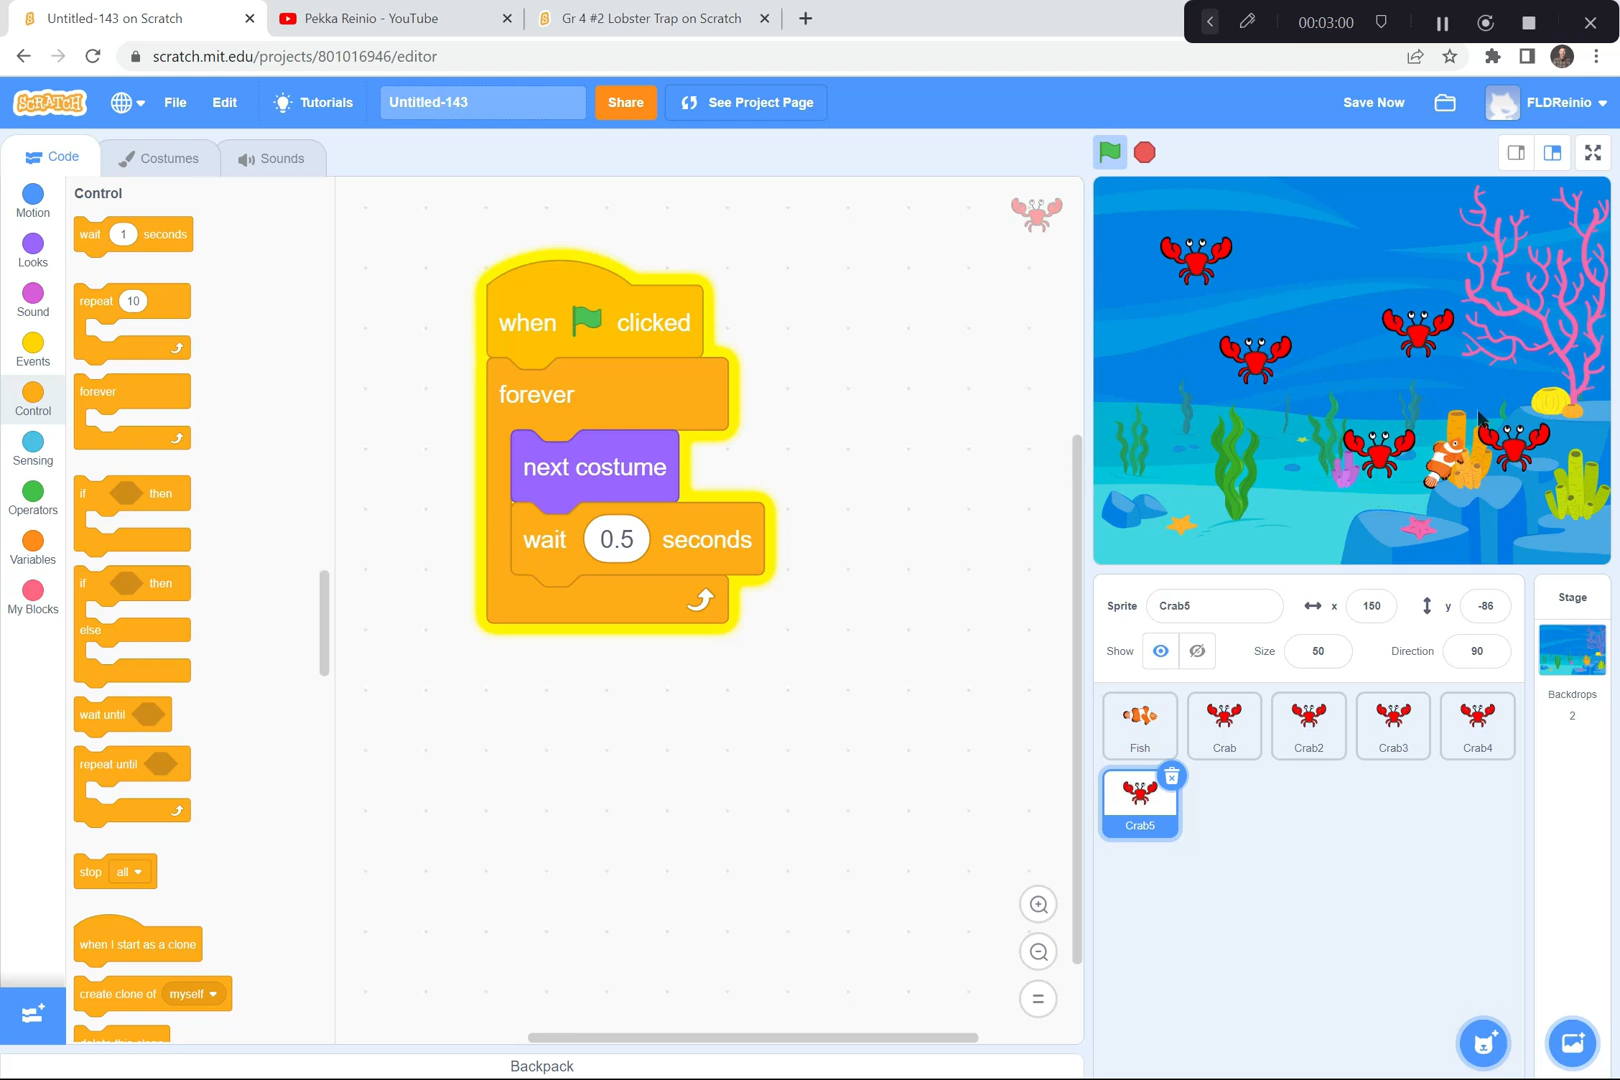 Untitled-143 on Scratch
Pekka Reinio - YouTube
Gr 4 #2 Lobster Trap on Scratch
00:03:00
scratch.mit.edu/projects/801016946/editor
SCRATCH
File
Edit
Tutorials
Untitled-143
Share
See Project Page
Save Now
FLDReinio
Code
Costumes
Sounds
Motion
Looks
Sound
Events
Control
Sensing
Operators
Variables
My Blocks
Control
wait 1 seconds
repeat 10
forever
if then
if then
else
wait until
repeat until
stop all
when I start as a clone
create clone of myself
when clicked
forever
next costume
wait 0.5 seconds
Sprite Crab5 x 150 y -86
Show Size 50 Direction 90
Fish
Crab
Crab2
Crab3
Crab4
Crab5
Stage
Backdrops
2
Backpack